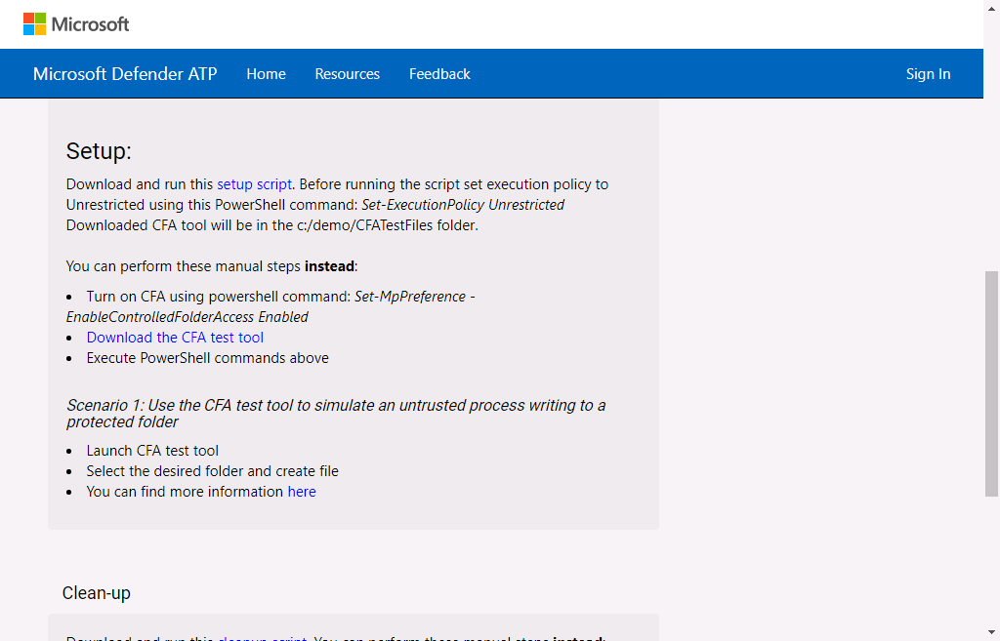 Microsoft
Microsoft Defender ATP Home Resources Feedback Sign In
Setup:
Download and run this setup script. Before running the script set execution policy to
Unrestricted using this PowerShell command: Set-ExecutionPolicy Unrestricted
Downloaded CFA tool will be in the c:/demo/CFATestFiles folder.
You can perform these manual steps instead:
• Turn on CFA using powershell command: Set-MpPreference -
EnableControlledFolderAccess Enabled
• Download the CFA test tool
• Execute PowerShell commands above
Scenario 1: Use the CFA test tool to simulate an untrusted process writing to a
protected folder
• Launch CFA test tool
• Select the desired folder and create file
• You can find more information here
Clean-up
Download and run this cleanup script. You can perform these manual steps instead: